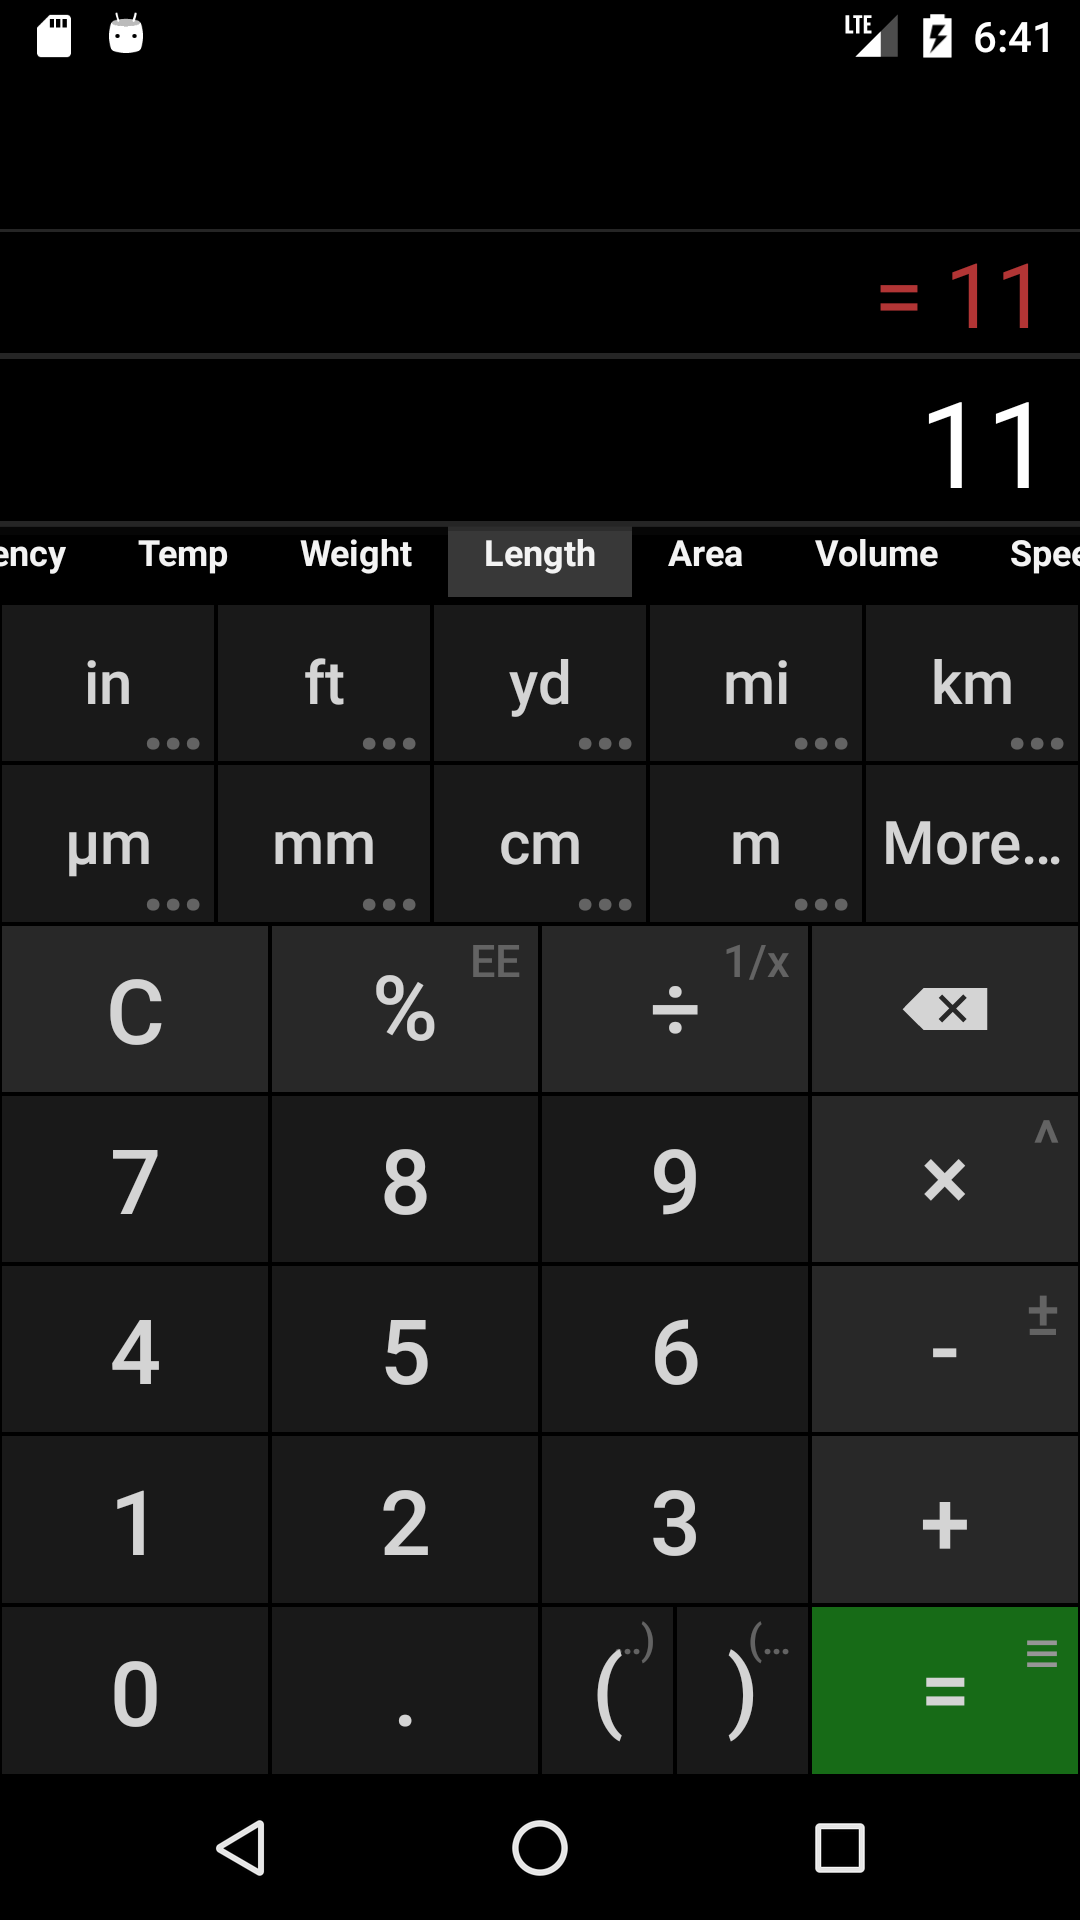 LTE 6:41
= 11
11
ency Temp Weight Length Area Volume Spee
in ft yd mi km
µm mm cm m More...
C % EE ÷ 1/x
7 8 9 × ^
4 5 6 - ±
1 2 3 +
0 . ( ..) ) (... =